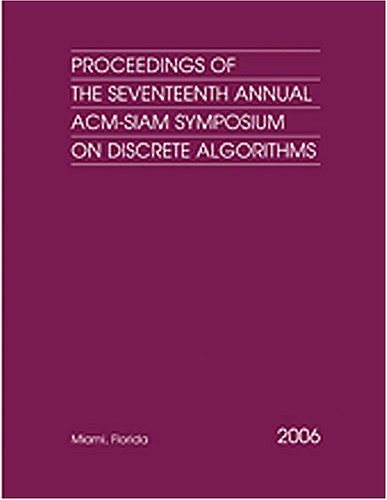 PROCEEDINGS OF
THE SEVENTEENTH ANNUAL
ACM-SIAM SYMPOSIUM
ON DISCRETE ALGORITHMS
Miami, Florida 2006